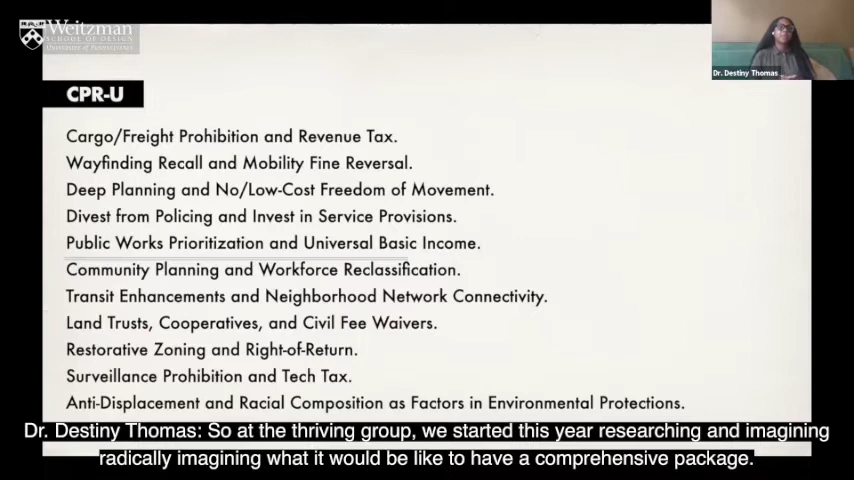 Weitzman
SCHOOL OF DESIGN
University of Pennsylvania
Dr. Destiny Thomas
CPR-U
Cargo/Freight Prohibition and Revenue Tax.
Wayfinding Recall and Mobility Fine Reversal.
Deep Planning and No/Low-Cost Freedom of Movement.
Divest from Policing and Invest in Service Provisions.
Public Works Prioritization and Universal Basic Income.
Community Planning and Workforce Reclassification.
Transit Enhancements and Neighborhood Network Connectivity.
Land Trusts, Cooperatives, and Civil Fee Waivers.
Restorative Zoning and Right-of-Return.
Surveillance Prohibition and Tech Tax.
Anti-Displacement and Racial Composition as Factors in Environmental Protections.
Dr. Destiny Thomas: So at the thriving group, we started this year researching and imagining
radically imagining what it would be like to have a comprehensive package.